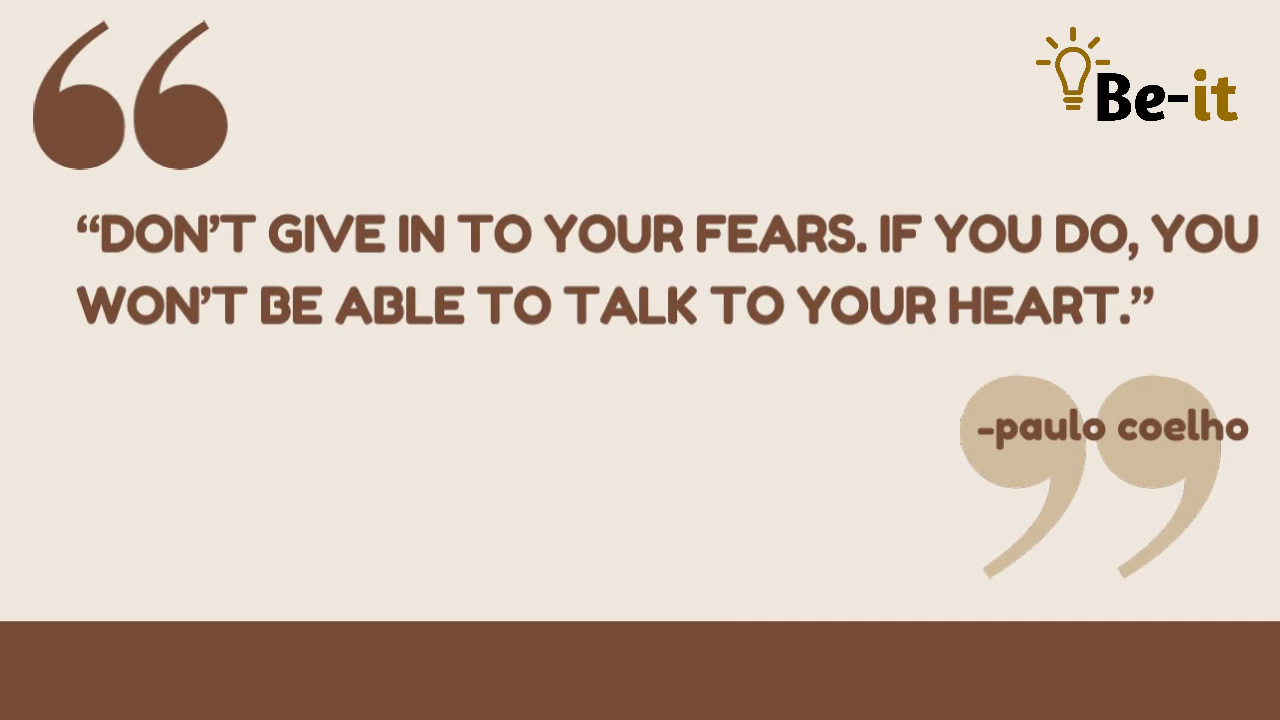 Be-it
“DON’T GIVE IN TO YOUR FEARS. IF YOU DO, YOU
WON’T BE ABLE TO TALK TO YOUR HEART.”
-paulo coelho